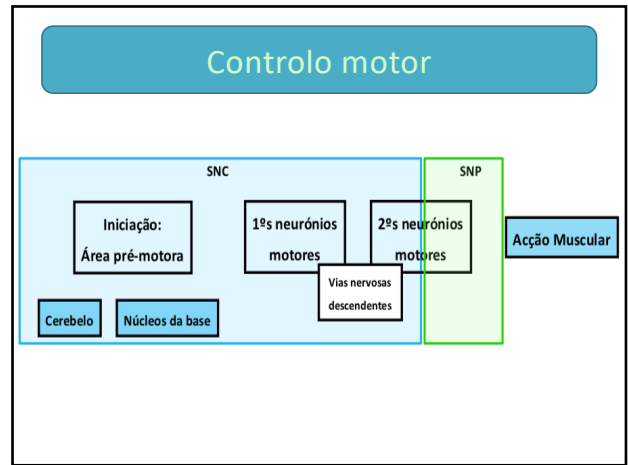 Controlo motor
SNC
SNP
Iniciação:
Área pré-motora
1ºs neurónios
motores
2ºs neurónios
motores
Acção Muscular
Vias nervosas
descendentes
Cerebelo
Núcleos da base